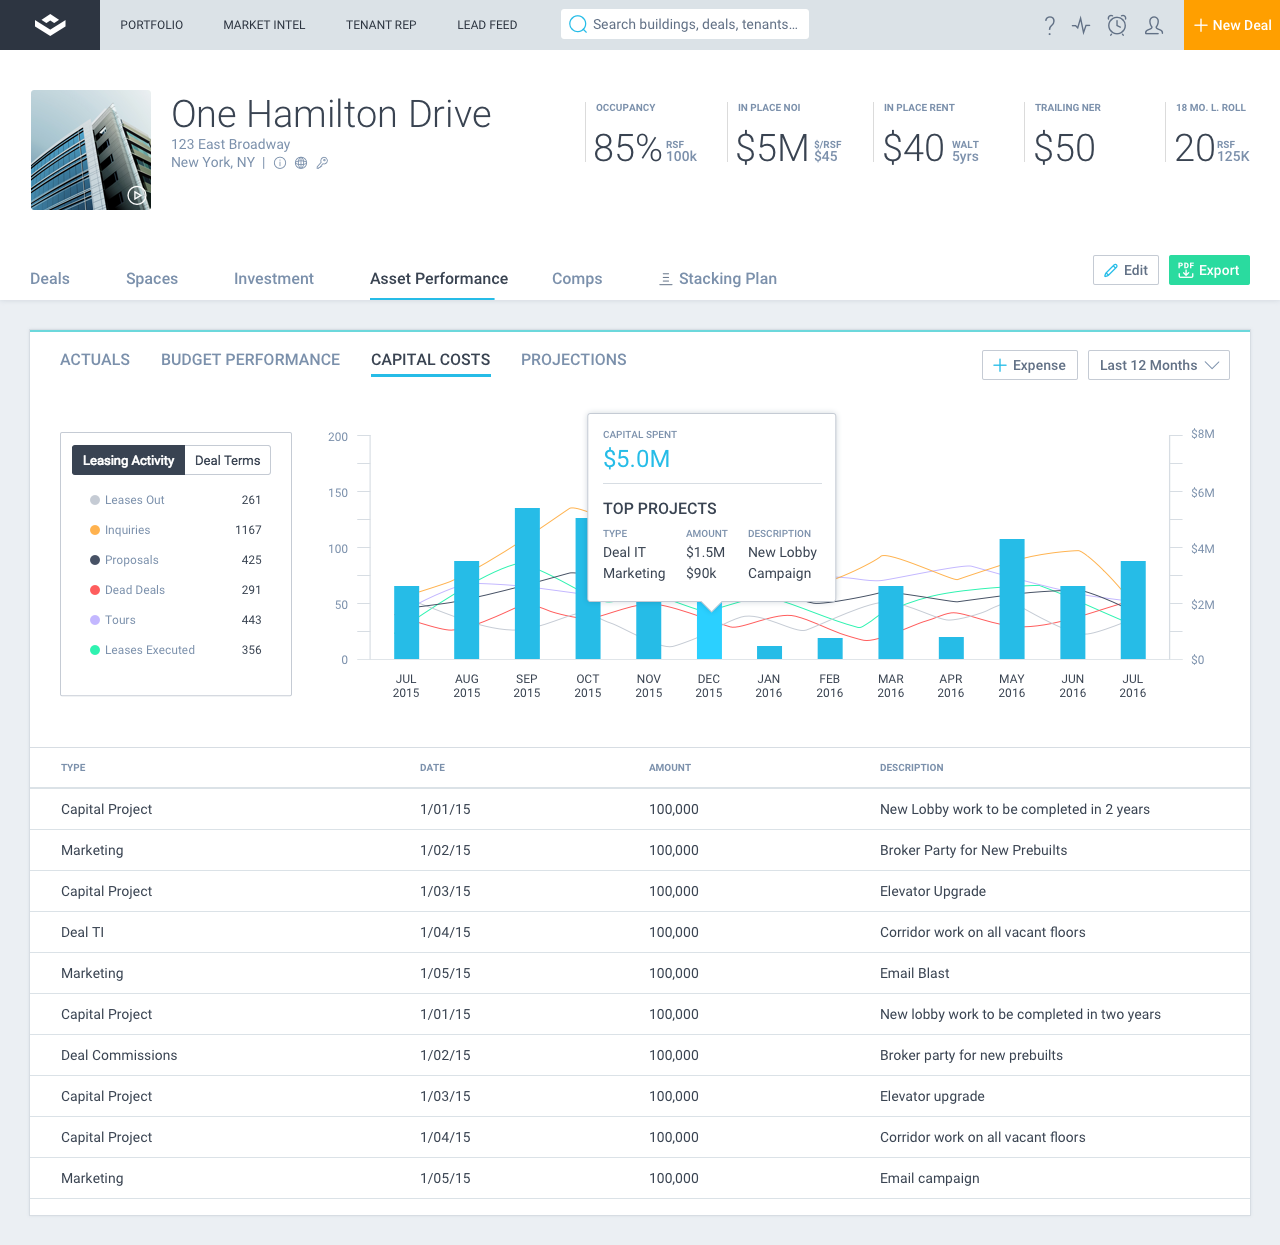 PORTFOLIO MARKET INTEL TENANT REP LEAD FEED Search buildings, deals, tenants... ? + New Deal
One Hamilton Drive
123 East Broadway
New York, NY |
OCCUPANCY
85% RSF 100k
IN PLACE NOI
$5M $/RSF $45
IN PLACE RENT
$40 WALT 5yrs
TRAILING NER
$50
18 MO. L. ROLL
20 RSF 125K
Deals Spaces Investment Asset Performance Comps Stacking Plan Edit PDF Export
ACTUALS BUDGET PERFORMANCE CAPITAL COSTS PROJECTIONS + Expense Last 12 Months
Leasing Activity Deal Terms
Leases Out 261
Inquiries 1167
Proposals 425
Dead Deals 291
Tours 443
Leases Executed 356
200
150
100
50
0
CAPITAL SPENT
$5.0M
TOP PROJECTS
TYPE AMOUNT DESCRIPTION
Deal IT $1.5M New Lobby
Marketing $90k Campaign
$8M
$6M
$4M
$2M
$0
JUL AUG SEP OCT NOV DEC JAN FEB MAR APR MAY JUN JUL
2015 2015 2015 2015 2015 2015 2016 2016 2016 2016 2016 2016 2016
TYPE DATE AMOUNT DESCRIPTION
Capital Project 1/01/15 100,000 New Lobby work to be completed in 2 years
Marketing 1/02/15 100,000 Broker Party for New Prebuilts
Capital Project 1/03/15 100,000 Elevator Upgrade
Deal TI 1/04/15 100,000 Corridor work on all vacant floors
Marketing 1/05/15 100,000 Email Blast
Capital Project 1/01/15 100,000 New lobby work to be completed in two years
Deal Commissions 1/02/15 100,000 Broker party for new prebuilts
Capital Project 1/03/15 100,000 Elevator upgrade
Capital Project 1/04/15 100,000 Corridor work on all vacant floors
Marketing 1/05/15 100,000 Email campaign